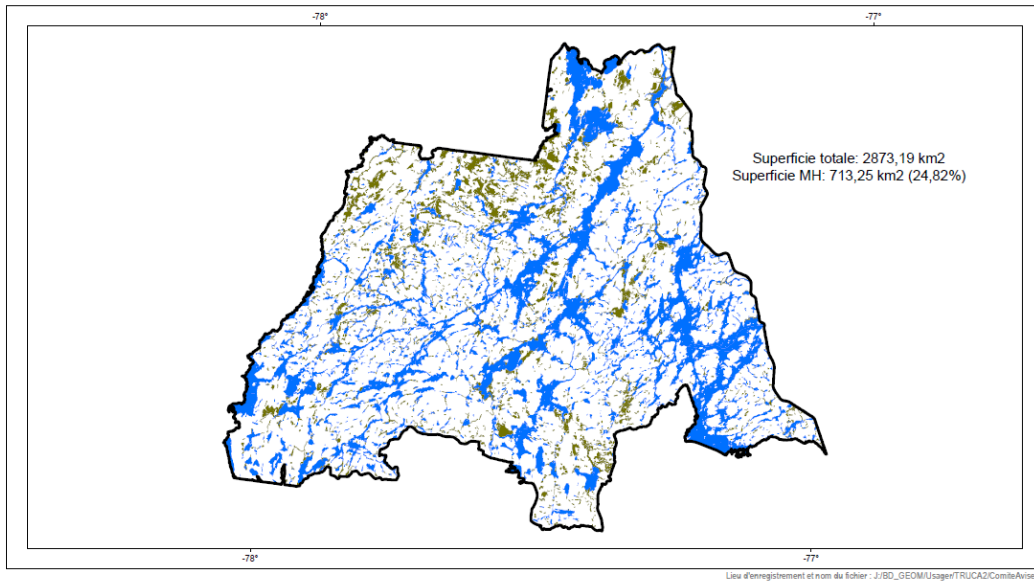 -78°
-77°
Superficie totale: 2873,19 km2
Superficie MH: 713,25 km2 (24,82%)
-78°
-77°
Lieu d'enregistrement et nom du fichier : J:/BD_GEOM/Usager/TRUCA2/ComiteAvise